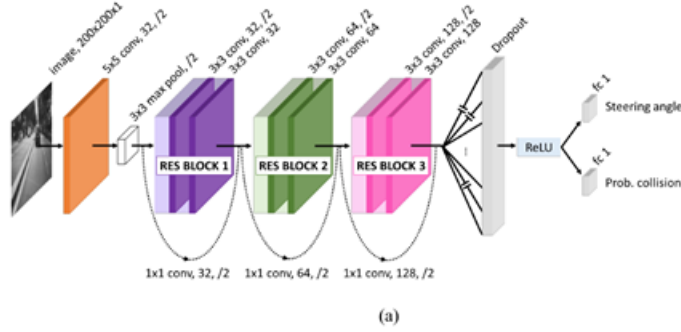 image, 200x200x1
5x5 conv, 32, /2
3x3 max pool, /2
3x3 conv, 32, /2
3x3 conv, 32
3x3 conv, 64, /2
3x3 conv, 64
3x3 conv, 128, /2
3x3 conv, 128
Dropout
fc 1
Steering angle
RES BLOCK 1
RES BLOCK 2
RES BLOCK 3
ReLU
fc 1
Prob. collision
1x1 conv, 32, /2
1x1 conv, 64, /2
1x1 conv, 128, /2
(a)